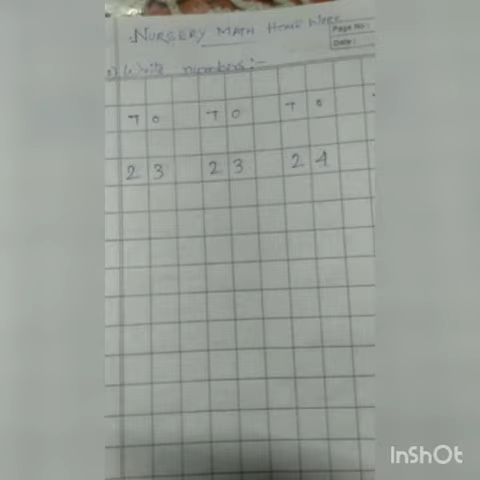 NURSERY MATH HOME WORK
Page No:
Date:
Write numbers:-
T O T O T O
2 3 2 3 2 4
InShOt